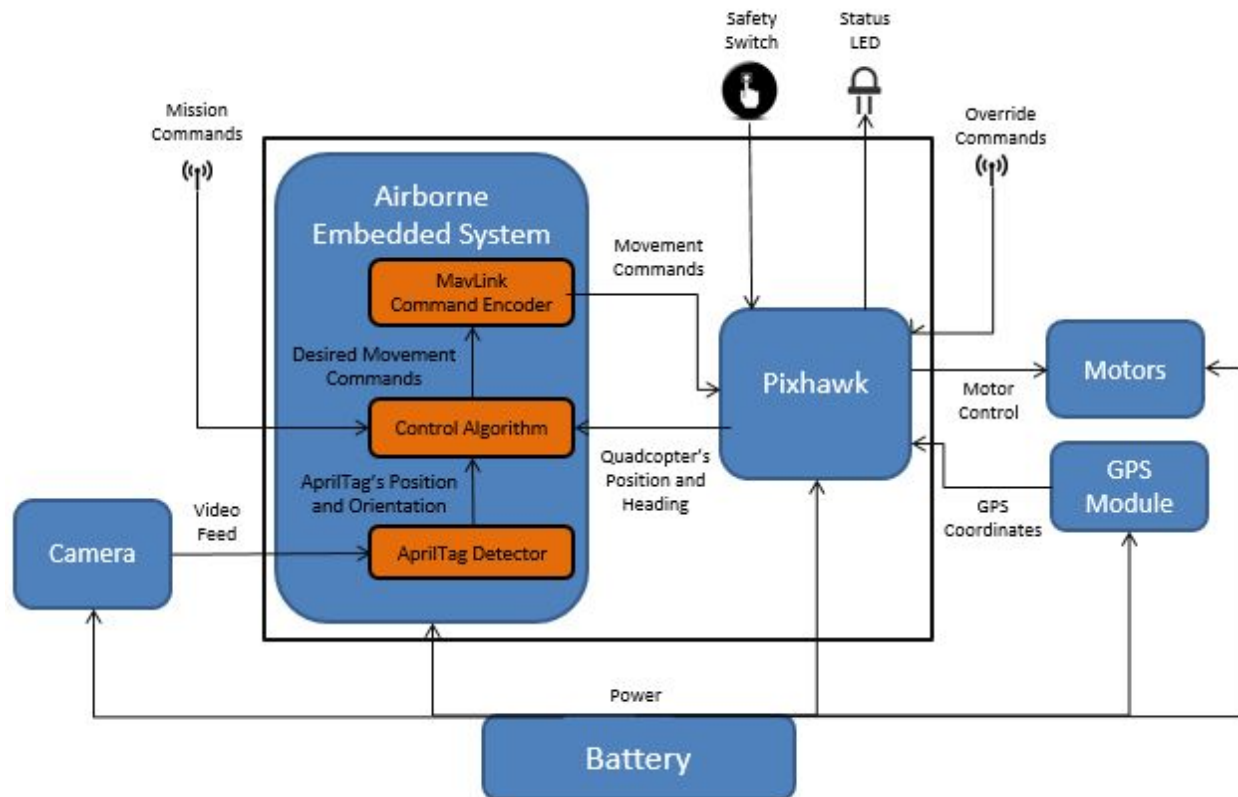 Safety
Switch
Status
LED
Mission
Commands
Override
Commands
Airborne
Embedded System
MavLink
Command Encoder
Movement
Commands
Desired Movement
Commands
Pixhawk
Motors
Motor
Control
Control Algorithm
Quadcopter's
Position and
Heading
AprilTag's Position
and Orientation
GPS
Module
GPS
Coordinates
Video
Feed
Camera
AprilTag Detector
Power
Battery